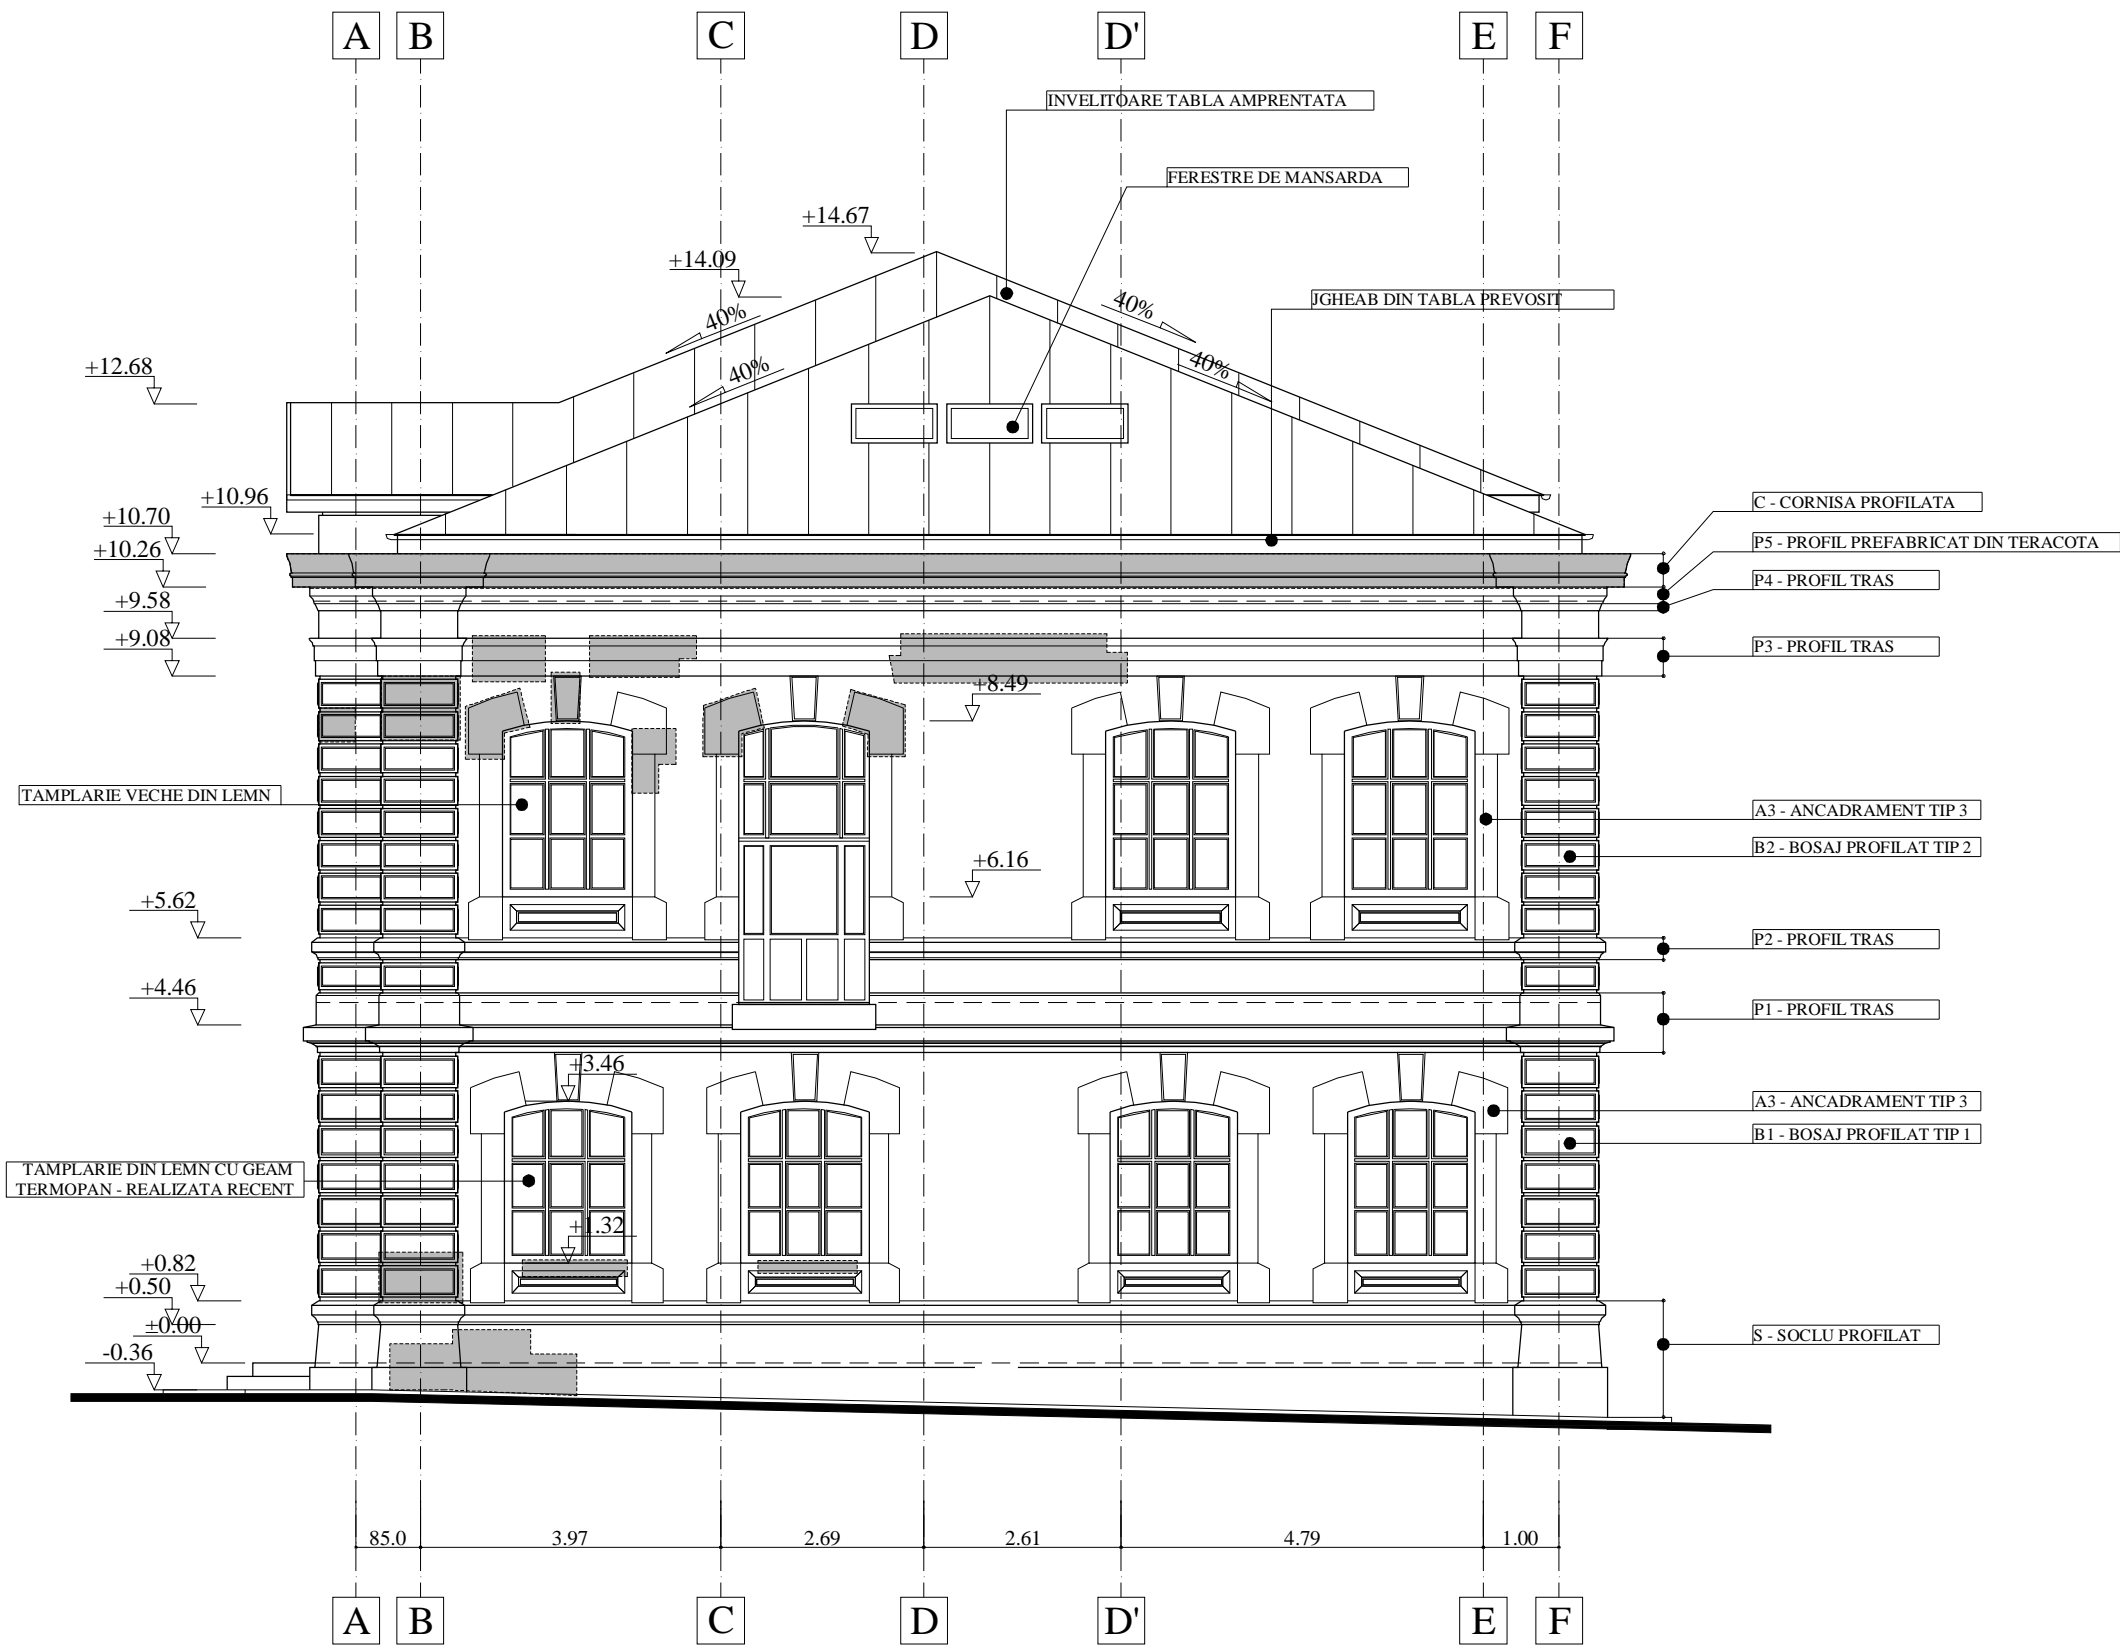 A B C D D' E F
INVELITOARE TABLA AMPRENTATA
FERESTRE DE MANSARDA
+14.67
+14.09
JGHEAB DIN TABLA PREVOSIT
40%
40%
40%
40%
+12.68
+10.96
+10.70
+10.26
+9.58
+9.08
C - CORNISA PROFILATA
P5 - PROFIL PREFABRICAT DIN TERACOTA
P4 - PROFIL TRAS
P3 - PROFIL TRAS
+8.49
TAMPLARIE VECHE DIN LEMN
A3 - ANCADRAMENT TIP 3
B2 - BOSAJ PROFILAT TIP 2
+6.16
+5.62
P2 - PROFIL TRAS
+4.46
P1 - PROFIL TRAS
+3.46
A3 - ANCADRAMENT TIP 3
B1 - BOSAJ PROFILAT TIP 1
TAMPLARIE DIN LEMN CU GEAM
TERMOPAN - REALIZATA RECENT
+1.32
+0.82
+0.50
±0.00
-0.36
S - SOCLU PROFILAT
85.0 3.97 2.69 2.61 4.79 1.00
A B C D D' E F